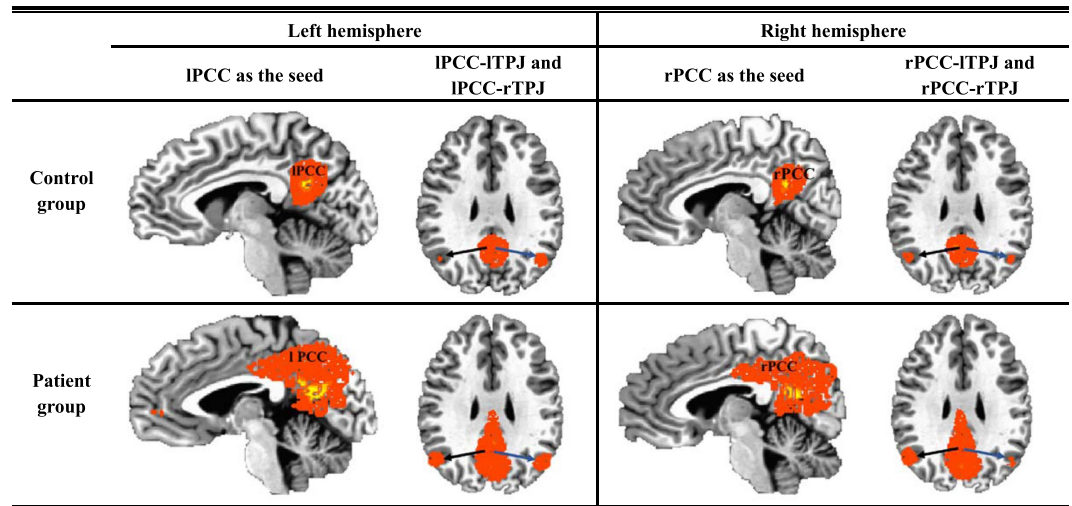 Left hemisphere
Right hemisphere
lPCC as the seed
lPCC-lTPJ and
lPCC-rTPJ
rPCC as the seed
rPCC-lTPJ and
rPCC-rTPJ
Control
group
lPCC
rPCC
Patient
group
l PCC
rPCC